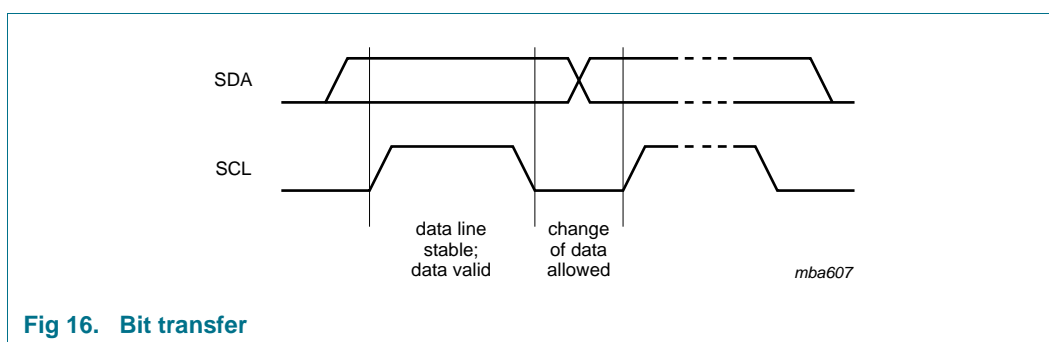 SDA
SCL
data line
stable;
data valid
change
of data
allowed
mba607
Fig 16. Bit transfer